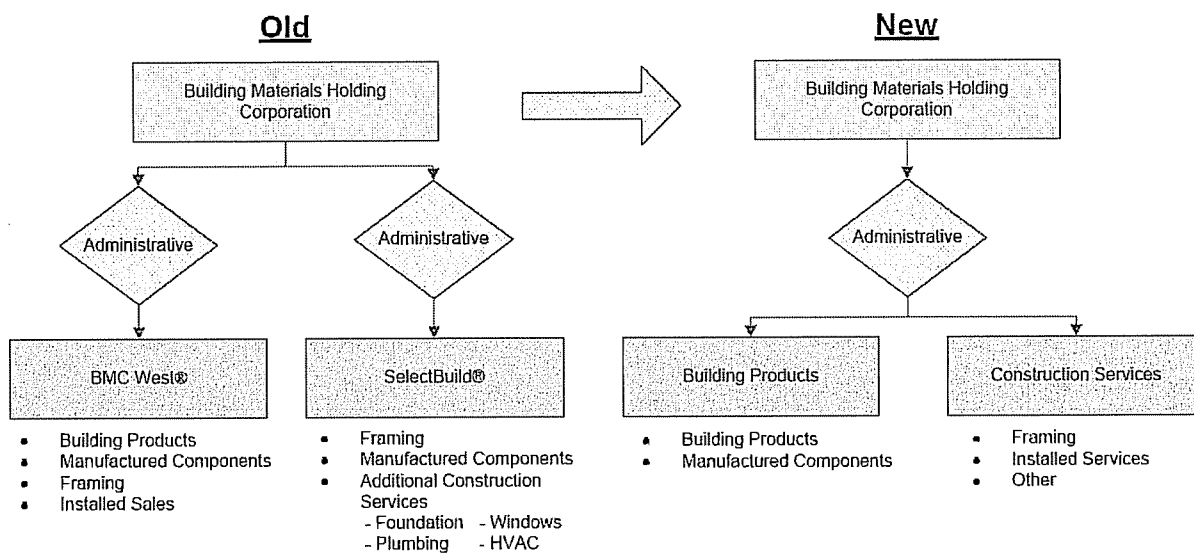 Old
Building Materials Holding
Corporation
Administrative
Administrative
BMC West®
• Building Products
• Manufactured Components
• Framing
• Installed Sales
SelectBuild®
• Framing
• Manufactured Components
• Additional Construction
Services
- Foundation - Windows
- Plumbing - HVAC
New
Building Materials Holding
Corporation
Administrative
Building Products
• Building Products
• Manufactured Components
Construction Services
• Framing
• Installed Services
• Other